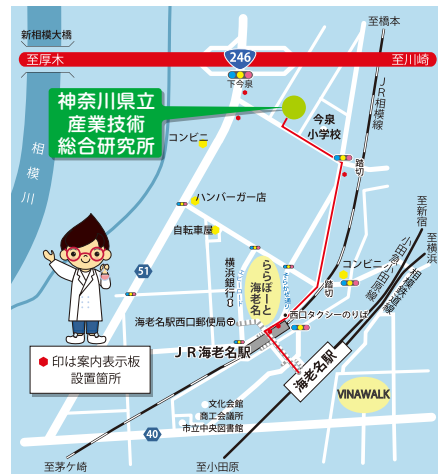 至橋本
新相模大橋
246
至厚木
至川崎
下今泉
JR相模線
神奈川県立
産業技術
総合研究所
今泉
小学校
コンビニ
踏切
相模川
ハンバーガー店
至新宿
至横浜
自転車屋
小田急小田原線
相模鉄道線
51
横浜銀行
ららぽーと
海老名
コンビニ
踏切
西口タクシーのりば
海老名駅西口郵便局
JR海老名駅
海老名駅
印は案内表示板
設置箇所
VINAWALK
文化会館
商工会議所
市立中央図書館
40
至茅ケ崎
至小田原